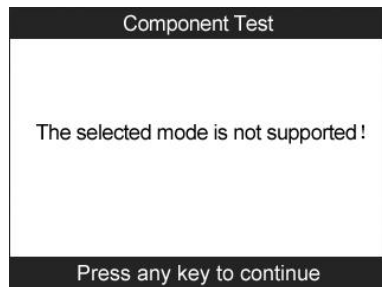 Component Test
The selected mode is not supported!
Press any key to continue